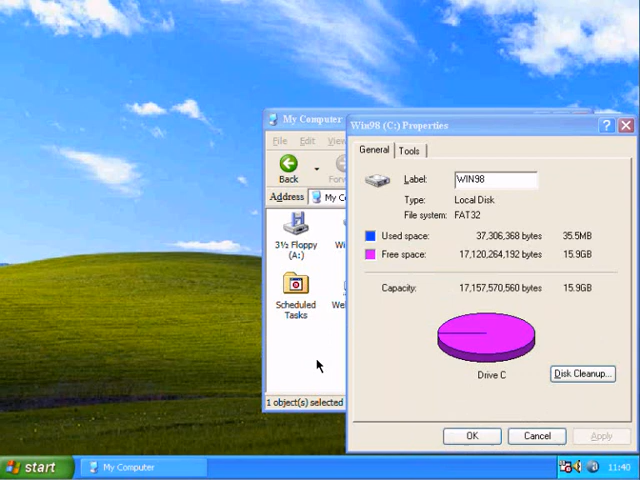 My Computer
File Edit View
Back
Forw
Address My Co
3½ Floppy
(A:)
Wi
Scheduled
Tasks
Wel
1 object(s) selected
Win98 (C:) Properties
General Tools
Label: WIN98
Type: Local Disk
File system: FAT32
Used space: 37,306,368 bytes 35.5MB
Free space: 17,120,264,192 bytes 15.9GB
Capacity: 17,157,570,560 bytes 15.9GB
Drive C
Disk Cleanup...
OK Cancel Apply
start My Computer 11:40